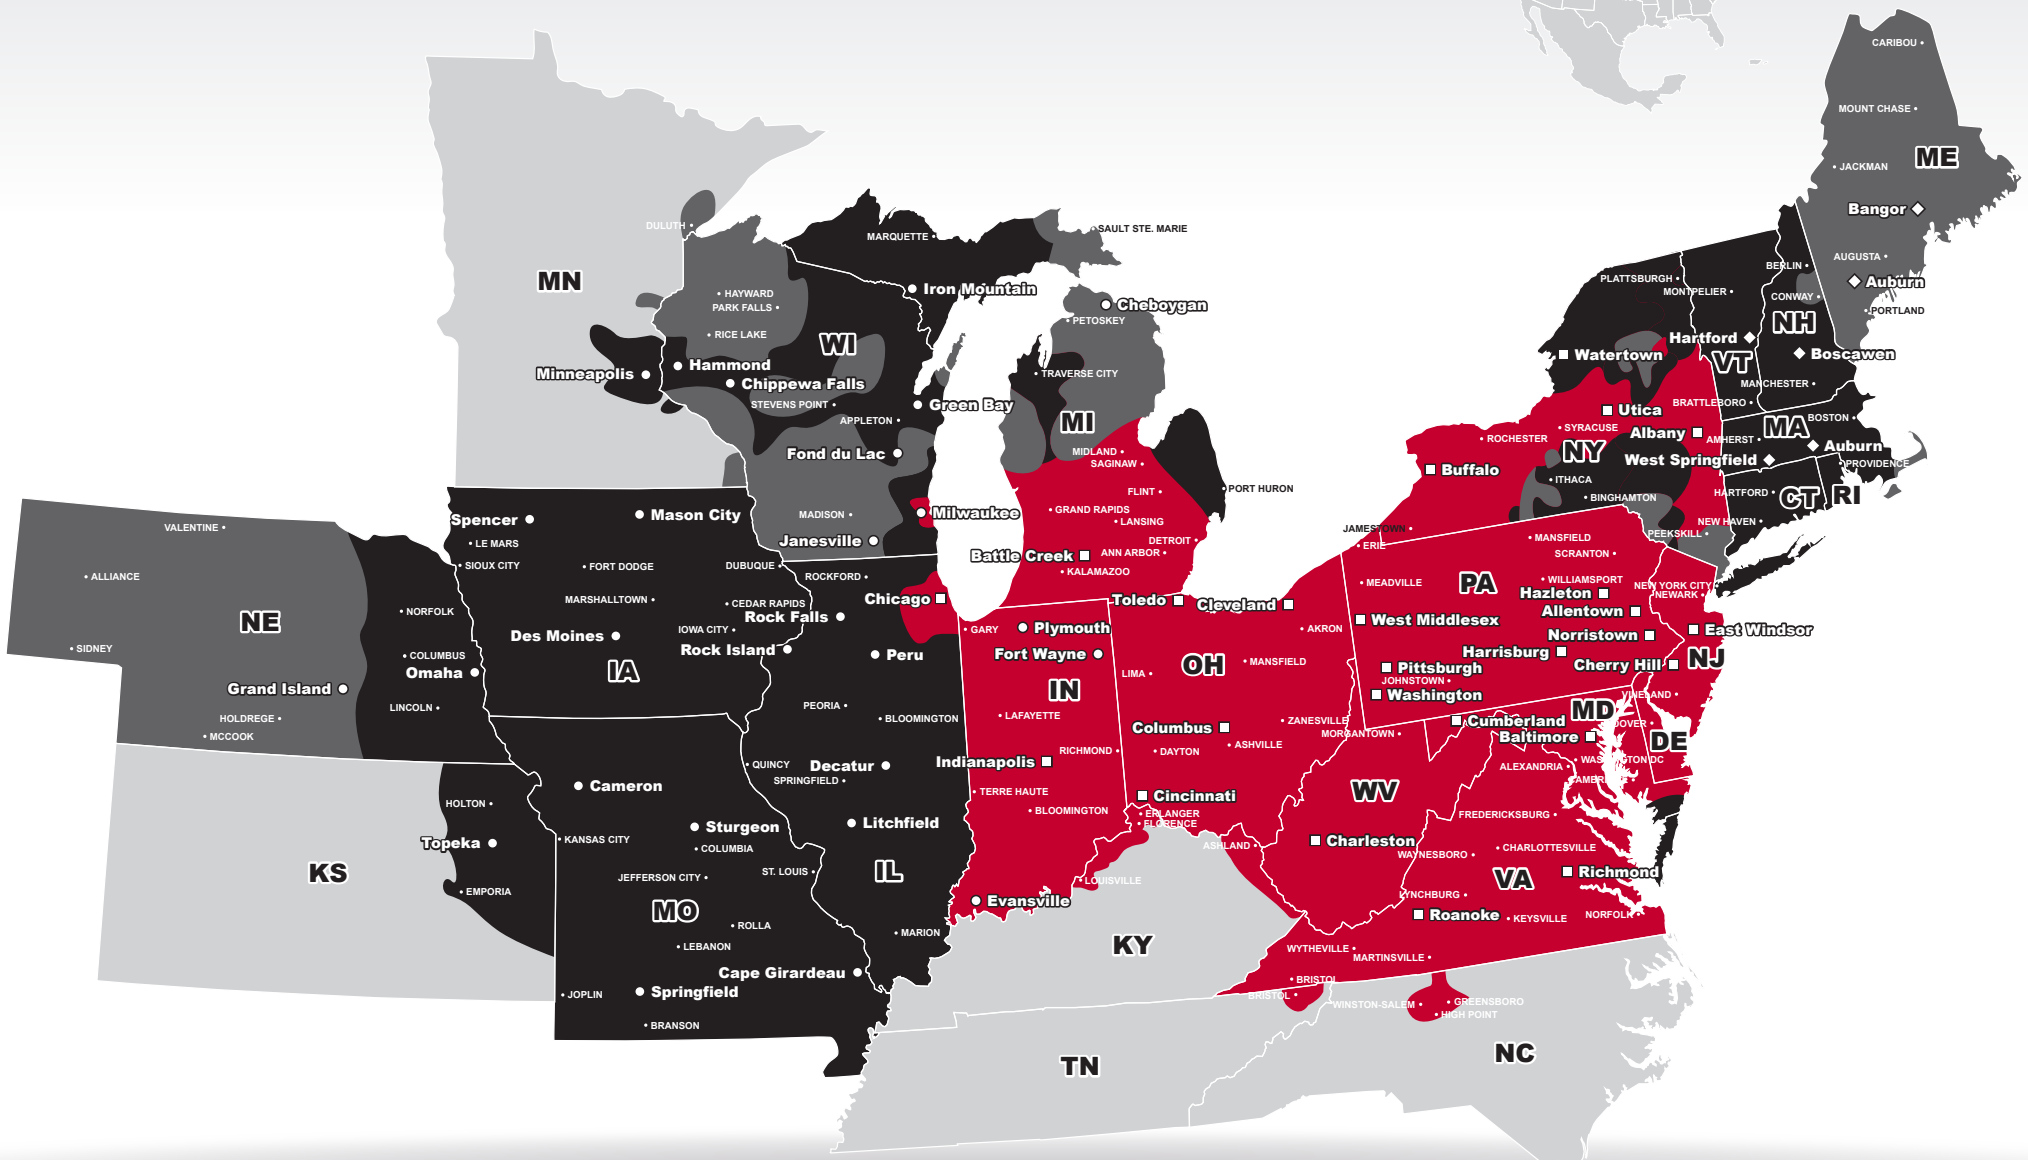 CARIBOU
MOUNT CHASE
JACKMAN
ME
Bangor
AUGUSTA
Auburn
PORTLAND
BERLIN
CONWAY
NH
Boscawen
MANCHESTER
PLATTSBURGH
MONTPELIER
Hartford
VT
BRATTLEBORO
BOSTON
MA
AMHERST
Auburn
West Springfield
PROVIDENCE
HARTFORD
CT
RI
NEW HAVEN
PEEKSKILL
Watertown
Utica
SYRACUSE
ROCHESTER
Albany
NY
Buffalo
ITHACA
BINGHAMTON
JAMESTOWN
ERIE
MANSFIELD
SCRANTON
MEADVILLE
PA
WILLIAMSPORT
Hazleton
NEW YORK CITY
NEWARK
Allentown
West Middlesex
Norristown
East Windsor
Harrisburg
Cherry Hill
NJ
Pittsburgh
JOHNSTOWN
Washington
VINELAND
Cumberland
MD
DOVER
Baltimore
DE
MORGANTOWN
ALEXANDRIA
WASHINGTON DC
WV
FREDERICKSBURG
Charleston
WAYNESBORO
CHARLOTTESVILLE
VA
Richmond
LYNCHBURG
Roanoke
KEYSVILLE
NORFOLK
WYTHEVILLE
MARTINSVILLE
BRISTOL
BRISTOL
WINSTON-SALEM
GREENSBORO
HIGH POINT
NC
TN
KY
LOUISVILLE
ASHLAND
MN
DULUTH
Minneapolis
MARQUETTE
SAULT STE. MARIE
Iron Mountain
Cheboygan
PETOSKEY
HAYWARD
PARK FALLS
RICE LAKE
WI
Hammond
Chippewa Falls
STEVENS POINT
Green Bay
APPLETON
Fond du Lac
MADISON
Milwaukee
Janesville
TRAVERSE CITY
MI
MIDLAND
SAGINAW
FLINT
PORT HURON
GRAND RAPIDS
LANSING
DETROIT
Battle Creek
ANN ARBOR
KALAMAZOO
Toledo
Cleveland
AKRON
OH
MANSFIELD
LIMA
Columbus
ZANESVILLE
DAYTON
ASHVILLE
Cincinnati
ERLANGER
FLORENCE
GARY
Plymouth
Fort Wayne
IN
LAFAYETTE
RICHMOND
Indianapolis
TERRE HAUTE
BLOOMINGTON
Evansville
ROCKFORD
Chicago
Rock Falls
Rock Island
Peru
PEORIA
BLOOMINGTON
QUINCY
Decatur
SPRINGFIELD
Litchfield
IL
MARION
Spencer
Mason City
LE MARS
SIOUX CITY
FORT DODGE
DUBUQUE
MARSHALLTOWN
CEDAR RAPIDS
IOWA CITY
Des Moines
IA
VALENTINE
ALLIANCE
NE
NORFOLK
SIDNEY
COLUMBUS
Omaha
Grand Island
LINCOLN
HOLDREGE
MCCOOK
KS
HOLTON
Topeka
EMPORIA
Cameron
KANSAS CITY
Sturgeon
COLUMBIA
JEFFERSON CITY
ST. LOUIS
MO
ROLLA
LEBANON
Cape Girardeau
Springfield
JOPLIN
BRANSON